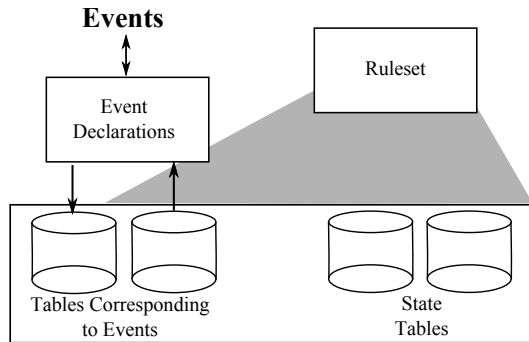 Events
Ruleset
Event
Declarations
Tables Corresponding
to Events
State
Tables